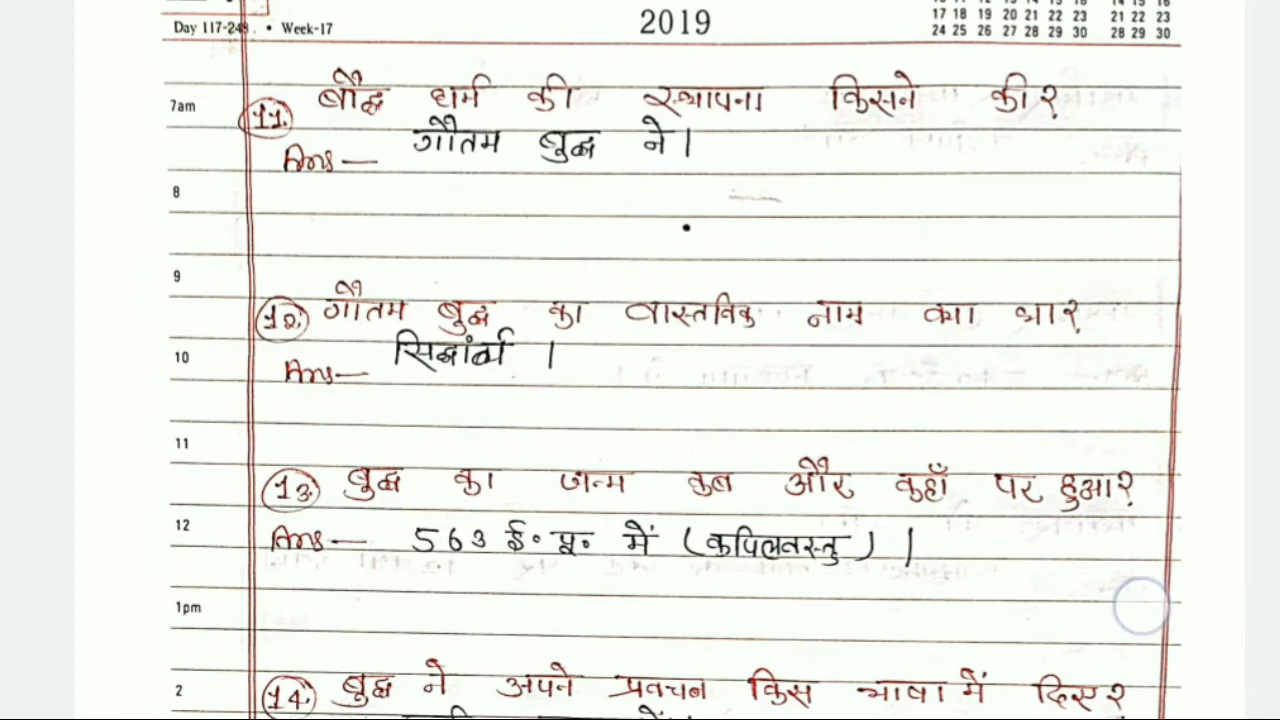 Day 117-248 • Week-17
2019
17 18 19 20 21 22 23 21 22 23
24 25 26 27 28 29 30 28 29 30
7am
11. बौद्ध धर्म की स्थापना किसने की?
Ans — गौतम बुद्ध ने।
8
9
12. गौतम बुद्ध का वास्तविक नाम क्या था?
10
Ans — सिद्धार्थ ।
11
13. बुद्ध का जन्म कब और कहाँ पर हुआ?
12
Ans — 563 ई॰ पू॰ में (कपिलवस्तु) ।
1pm
2
14. बुद्ध ने अपने प्रवचन किस भाषा में दिए?